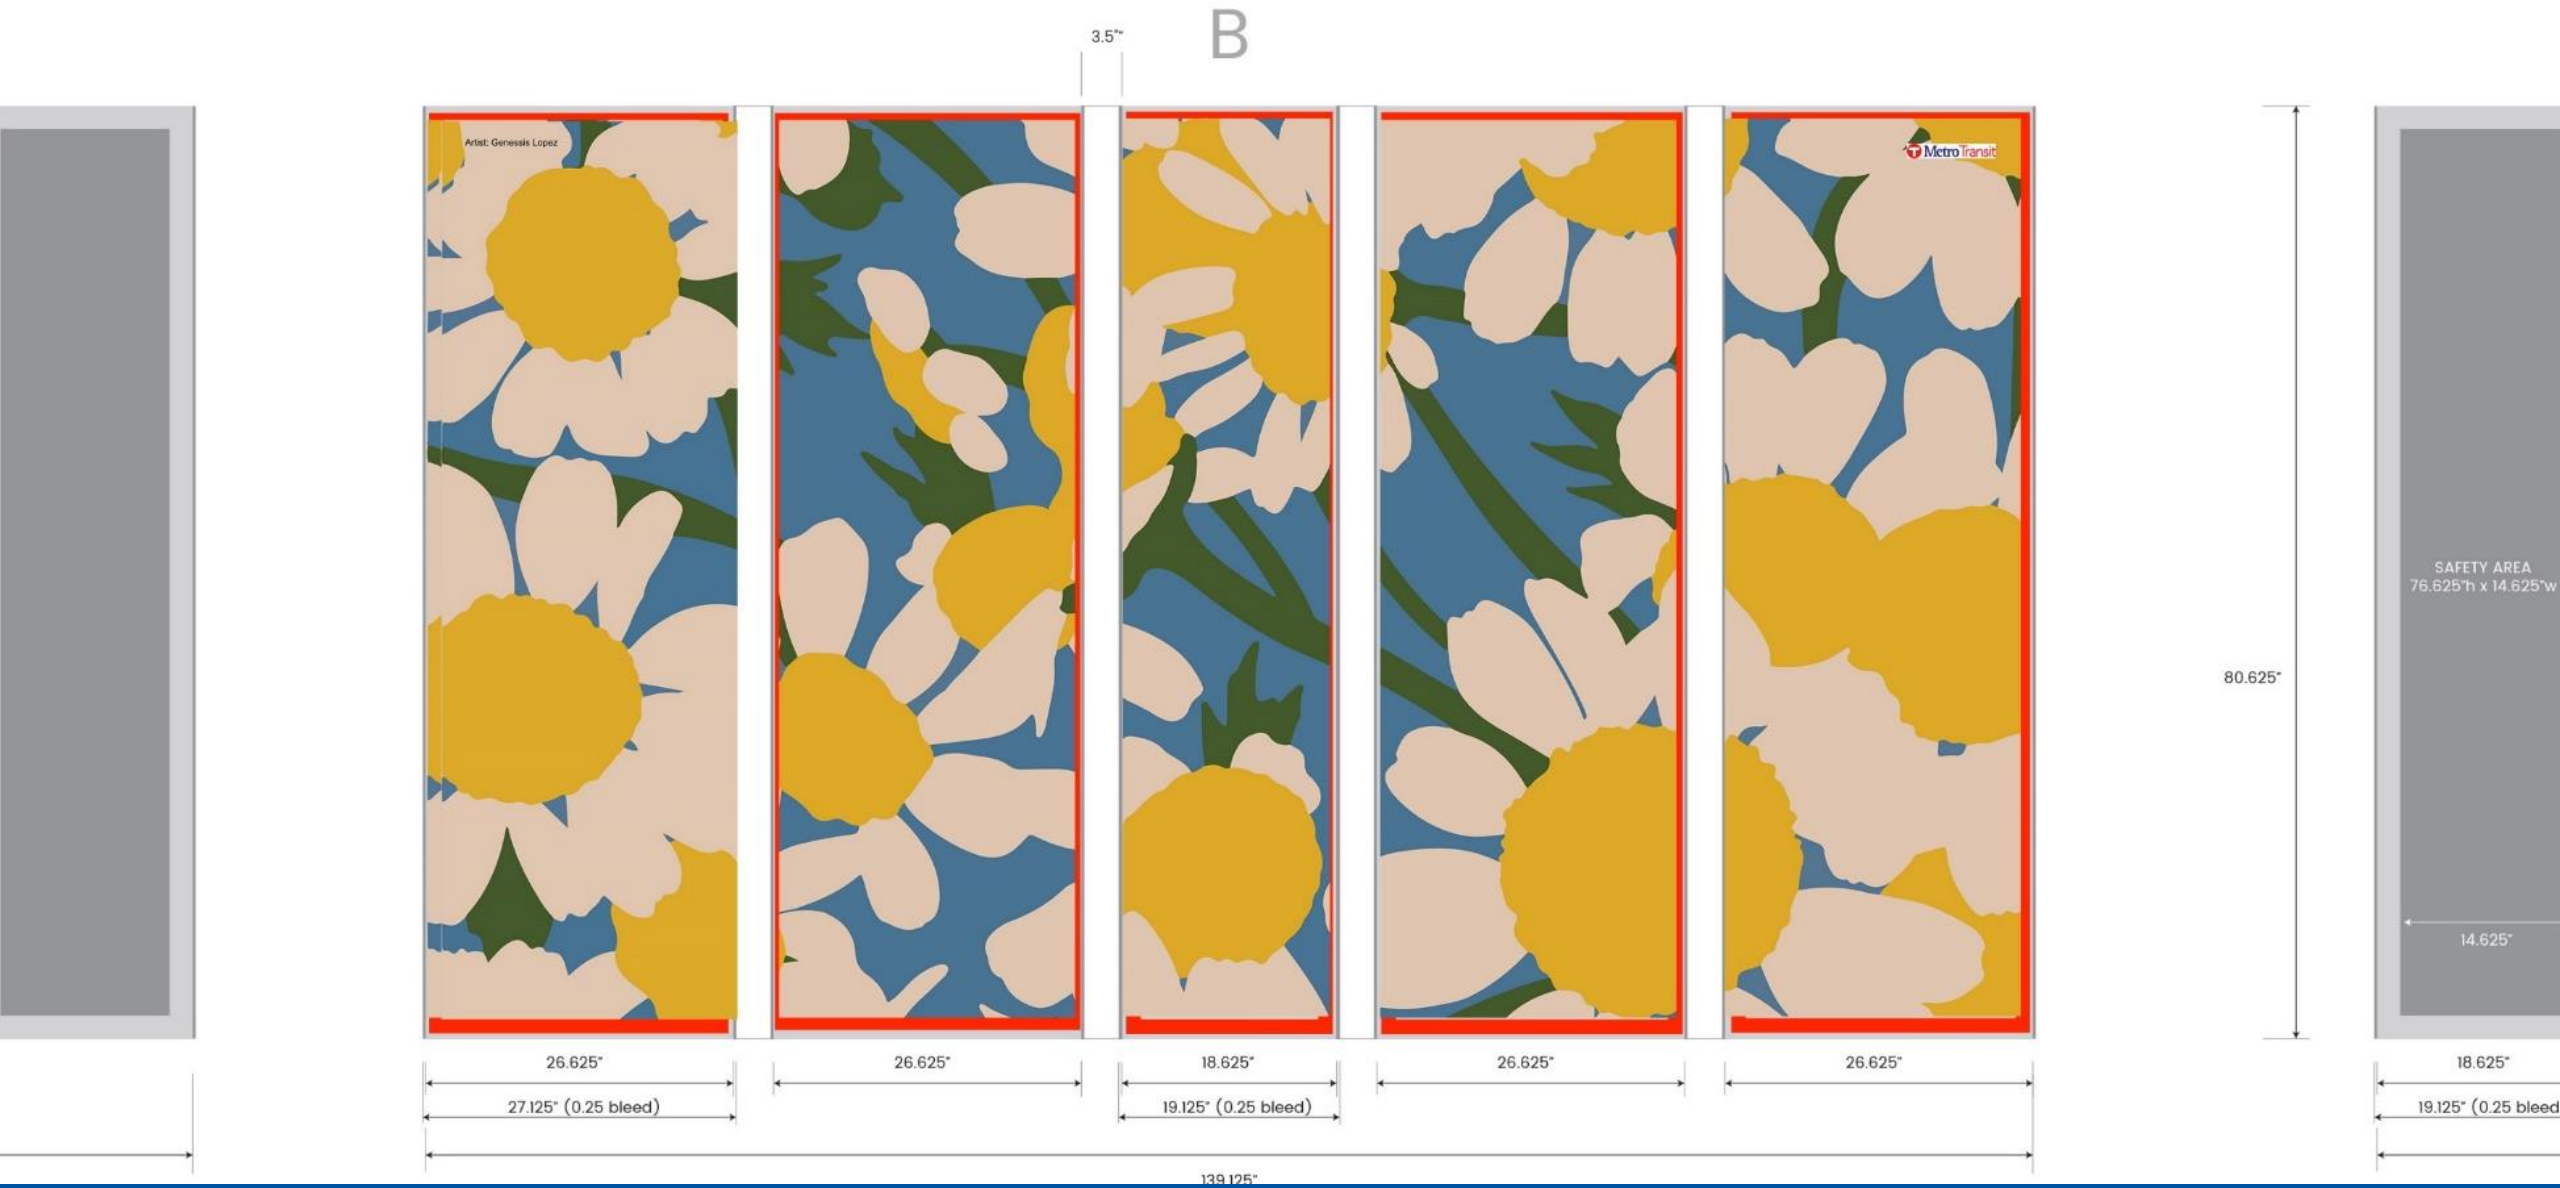 B
3.5"
Artist: Genessis Lopez
T MetroTransit
SAFETY AREA
76.625"h x 14.625"w
80.625"
14.625"
26.625"
26.625"
18.625"
26.625"
26.625"
18.625"
27.125" (0.25 bleed)
19.125" (0.25 bleed)
19.125" (0.25 bleed
139.125"